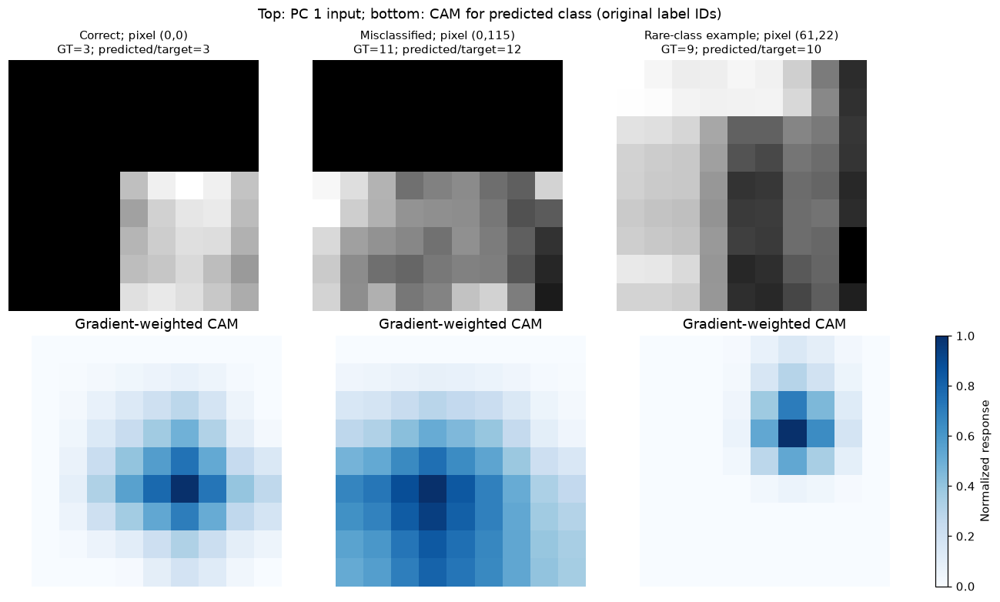 Top: PC 1 input; bottom: CAM for predicted class (original label IDs)
Correct; pixel (0,0)
GT=3; predicted/target=3
Misclassified; pixel (0,115)
GT=11; predicted/target=12
Rare-class example; pixel (61,22)
GT=9; predicted/target=10
Gradient-weighted CAM
Gradient-weighted CAM
Gradient-weighted CAM
1.0
0.8
0.6
0.4
0.2
0.0
Normalized response